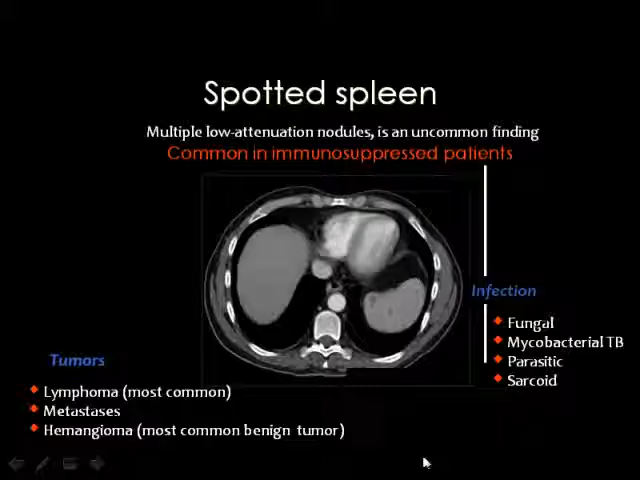 Spotted spleen
Multiple low-attenuation nodules, is an uncommon finding
Common in immunosuppressed patients
Infection
Fungal
Mycobacterial TB
Parasitic
Sarcoid
Tumors
Lymphoma (most common)
Metastases
Hemangioma (most common benign tumor)